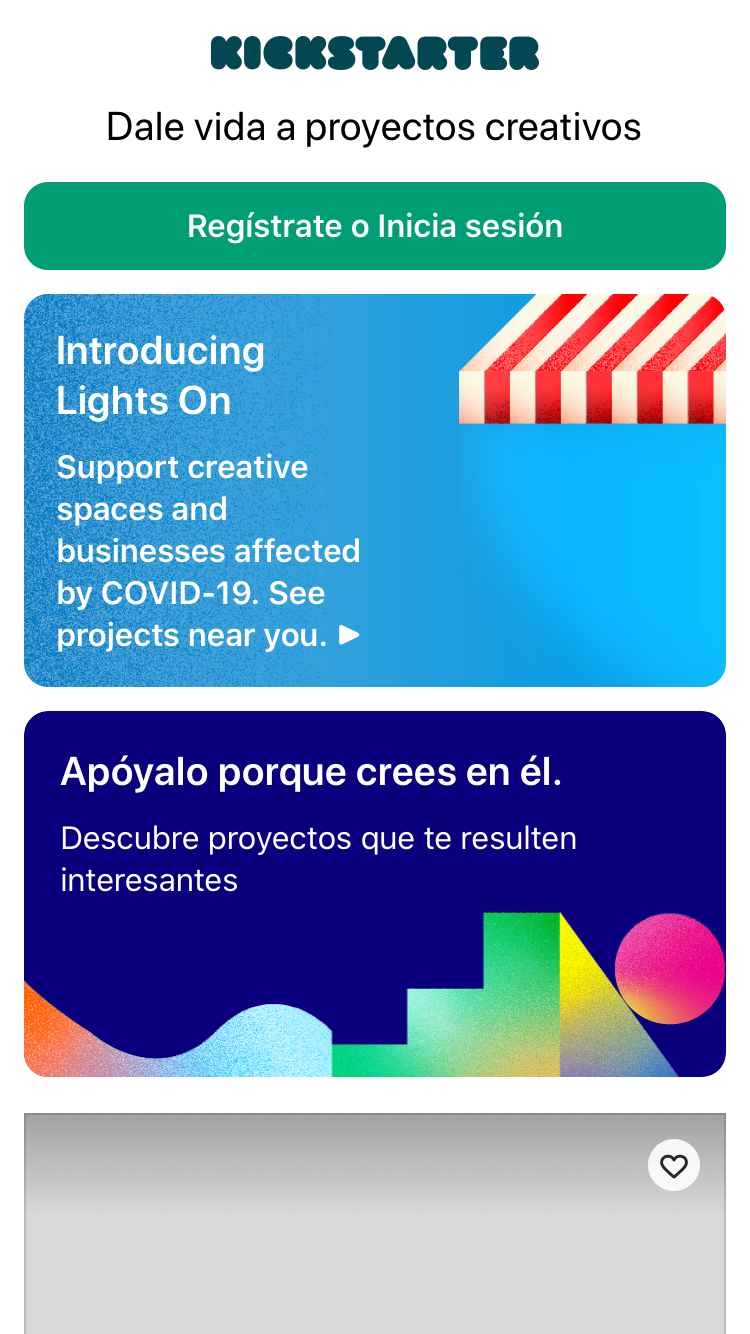 KICKSTARTER
Dale vida a proyectos creativos
Regístrate o Inicia sesión
Introducing
Lights On
Support creative
spaces and
businesses affected
by COVID-19. See
projects near you. ▶
Apóyalo porque crees en él.
Descubre proyectos que te resulten
interesantes